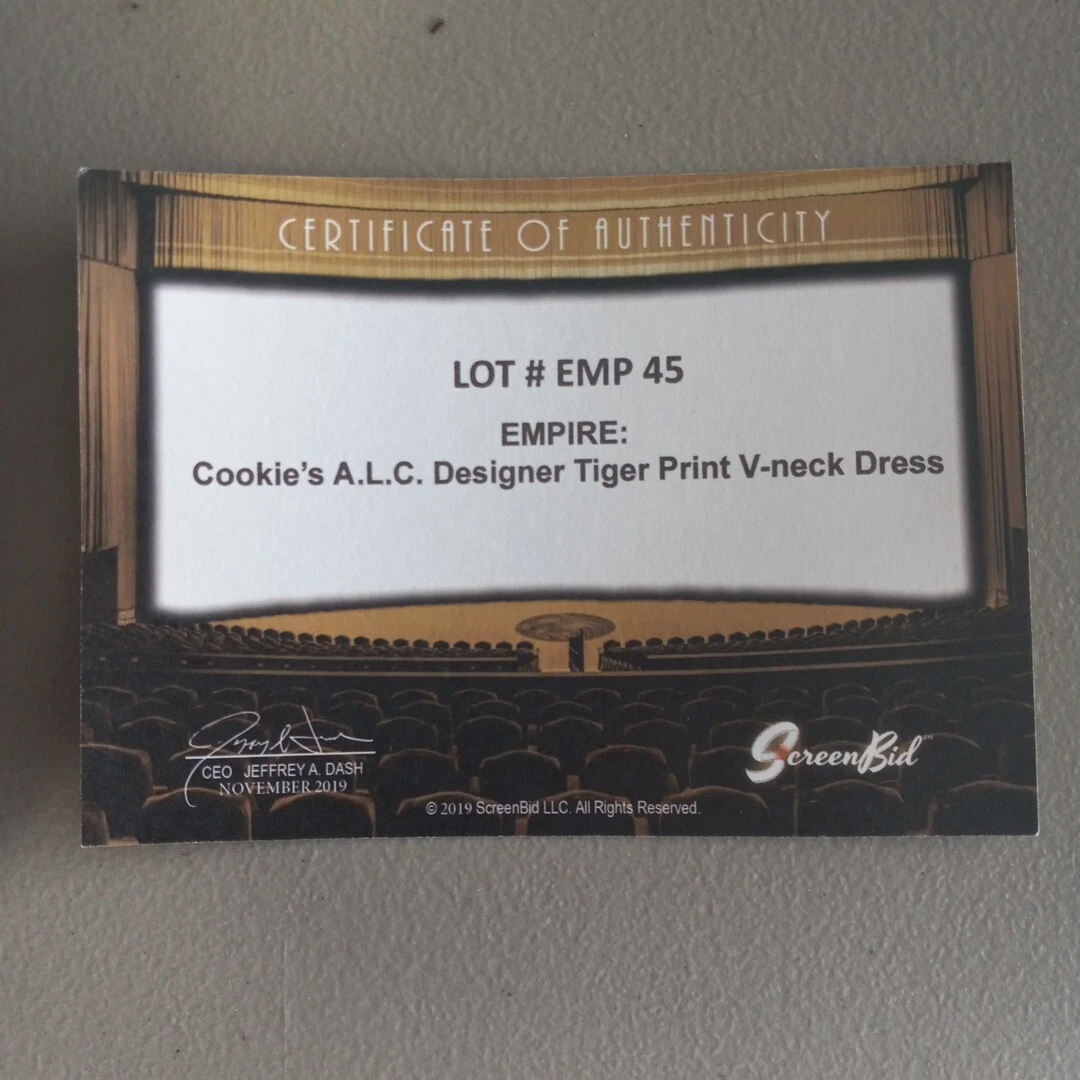 CERTIFICATE OF AUTHENTICITY
LOT # EMP 45
EMPIRE:
Cookie's A.L.C. Designer Tiger Print V-neck Dress
CEO JEFFREY A. DASH
NOVEMBER 2019
ScreenBid
© 2019 ScreenBid LLC. All Rights Reserved.